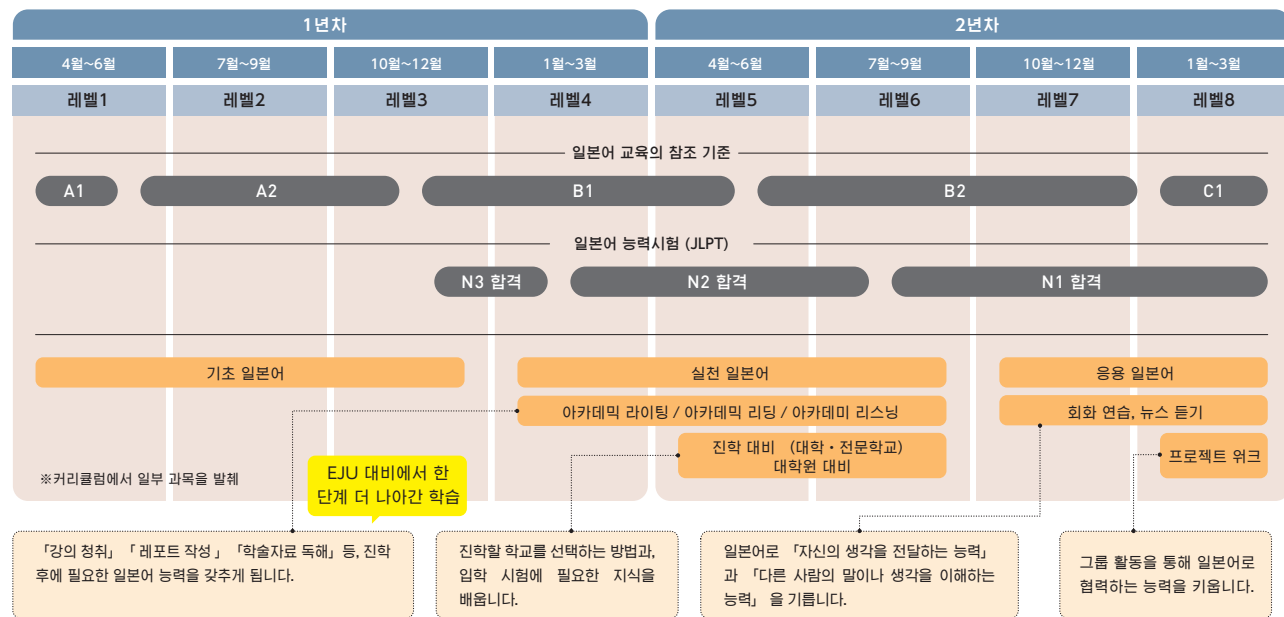 1년차
2년차
4월~6월
7월~9월
10월~12월
1월~3월
4월~6월
7월~9월
10월~12월
1월~3월
레벨1
레벨2
레벨3
레벨4
레벨5
레벨6
레벨7
레벨8
일본어 교육의 참조 기준
A1
A2
B1
B2
C1
일본어 능력시험 (JLPT)
N3 합격
N2 합격
N1 합격
기초 일본어
실천 일본어
응용 일본어
아카데믹 라이팅 / 아카데믹 리딩 / 아카데미 리스닝
회화 연습, 뉴스 듣기
진학 대비 (대학・전문학교)
대학원 대비
프로젝트 워크
※커리큘럼에서 일부 과목을 발췌
EJU 대비에서 한
단계 더 나아간 학습
「강의 청취」「 레포트 작성 」「학술자료 독해」등, 진학
후에 필요한 일본어 능력을 갖추게 됩니다.
진학할 학교를 선택하는 방법과,
입학 시험에 필요한 지식을
배웁니다.
일본어로 「자신의 생각을 전달하는 능력」
과 「다른 사람의 말이나 생각을 이해하는
능력」 을 기릅니다.
그룹 활동을 통해 일본어로
협력하는 능력을 키웁니다.